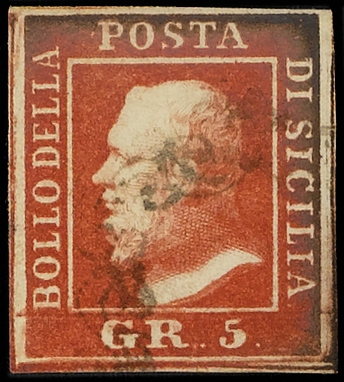 BOLLO DELLA
POSTA
DI SICILIA
GR. 5.